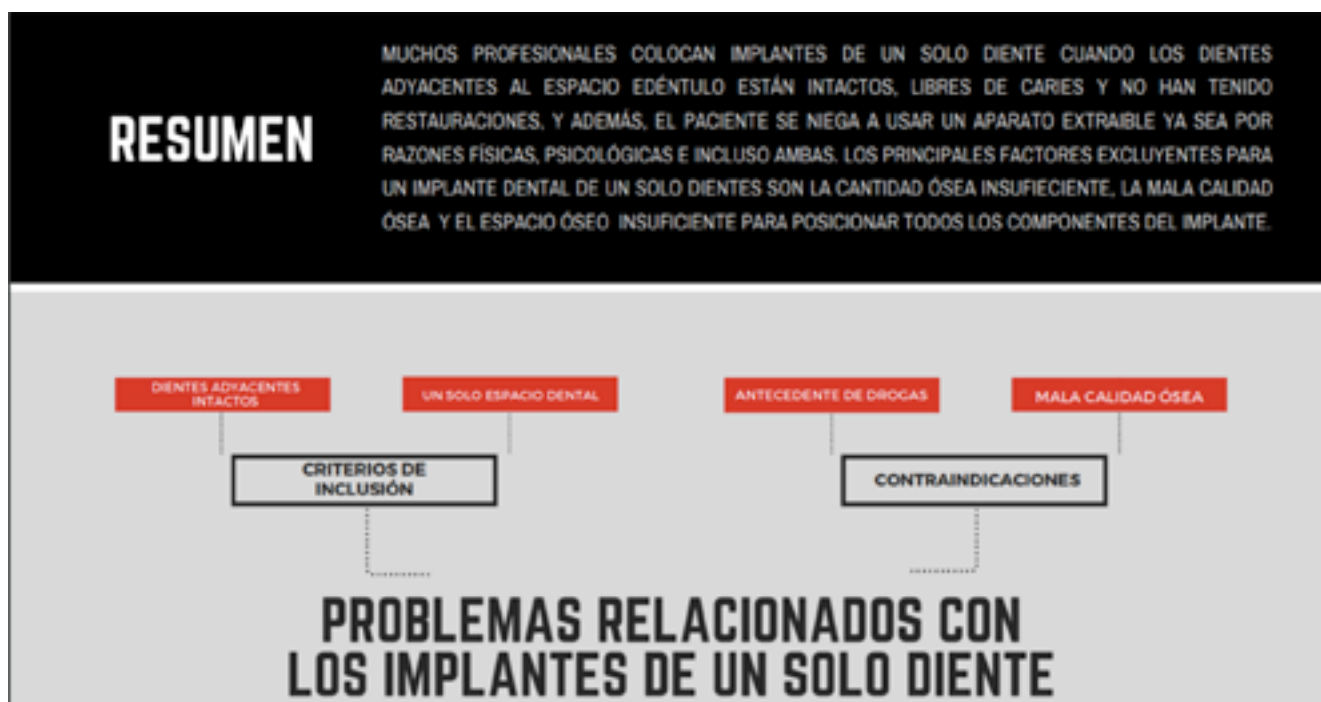 RESUMEN
MUCHOS PROFESIONALES COLOCAN IMPLANTES DE UN SOLO DIENTE CUANDO LOS DIENTES
ADYACENTES AL ESPACIO EDÉNTULO ESTÁN INTACTOS, LIBRES DE CARIES Y NO HAN TENIDO
RESTAURACIONES. Y ADEMÁS, EL PACIENTE SE NIEGA A USAR UN APARATO EXTRAIBLE YA SEA POR
RAZONES FÍSICAS, PSICOLÓGICAS E INCLUSO AMBAS. LOS PRINCIPALES FACTORES EXCLUYENTES PARA
UN IMPLANTE DENTAL DE UN SOLO DIENTES SON LA CANTIDAD ÓSEA INSUFIECIENTE, LA MALA CALIDAD
ÓSEA Y EL ESPACIO ÓSEO INSUFICIENTE PARA POSICIONAR TODOS LOS COMPONENTES DEL IMPLANTE.
DIENTES ADYACENTES
INTACTOS
UN SOLO ESPACIO DENTAL
ANTECEDENTE DE DROGAS
MALA CALIDAD ÓSEA
CRITERIOS DE
INCLUSIÓN
CONTRAINDICACIONES
PROBLEMAS RELACIONADOS CON
LOS IMPLANTES DE UN SOLO DIENTE